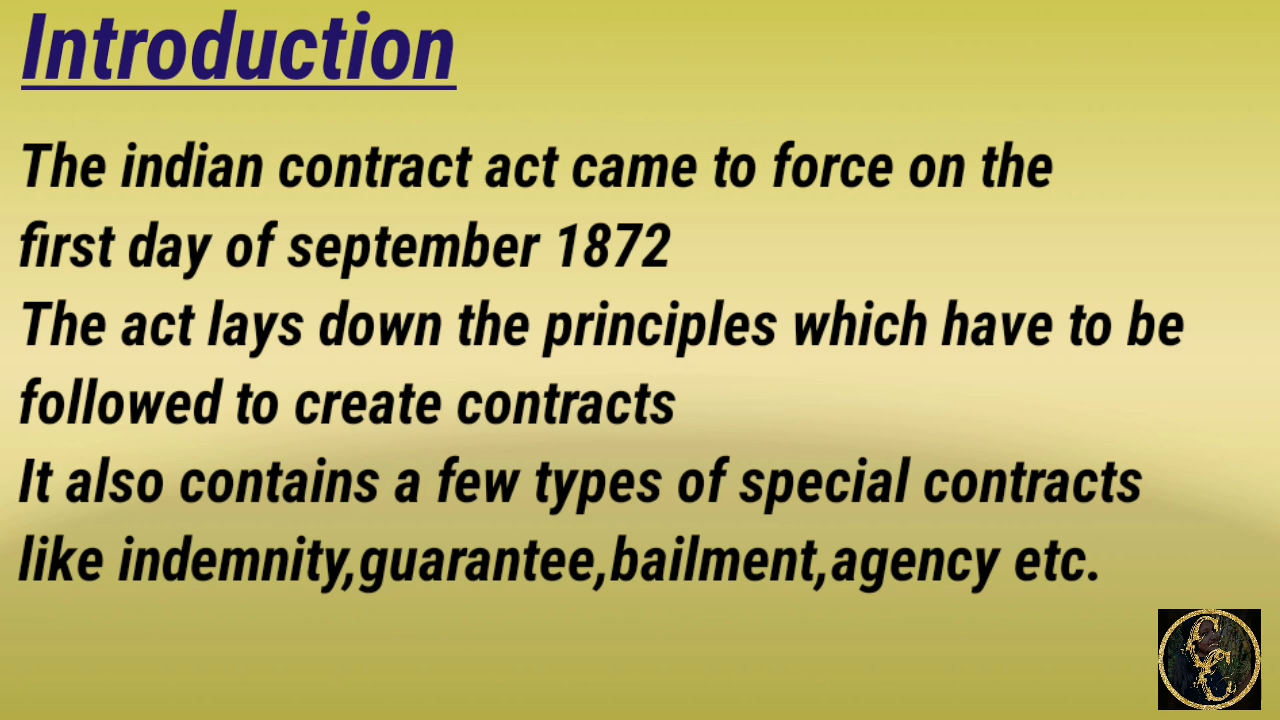 Introduction
The indian contract act came to force on the
first day of september 1872
The act lays down the principles which have to be
followed to create contracts
It also contains a few types of special contracts
like indemnity,guarantee,bailment,agency etc.